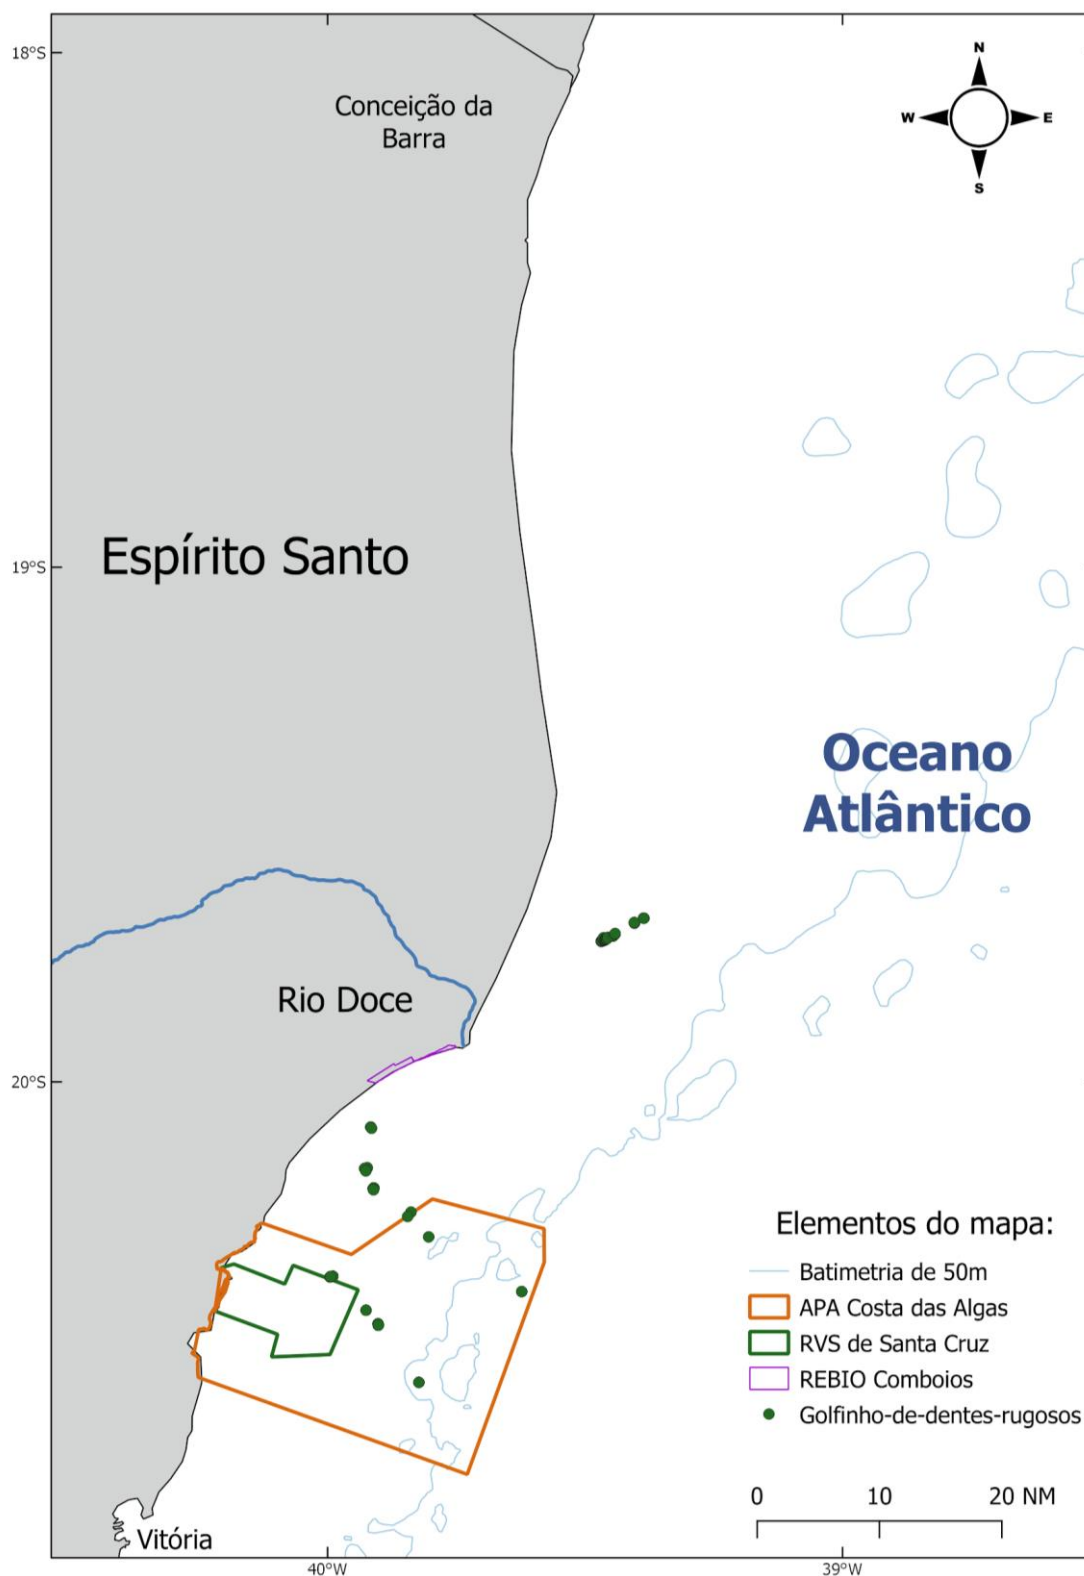 18°S
Conceição da
Barra
N
W
E
S
Espírito Santo
19°S
Oceano
Atlântico
Rio Doce
20°S
Elementos do mapa:
Batimetria de 50m
APA Costa das Algas
RVS de Santa Cruz
REBIO Comboios
Golfinho-de-dentes-rugosos
0 10 20 NM
Vitória
40°W
39°W